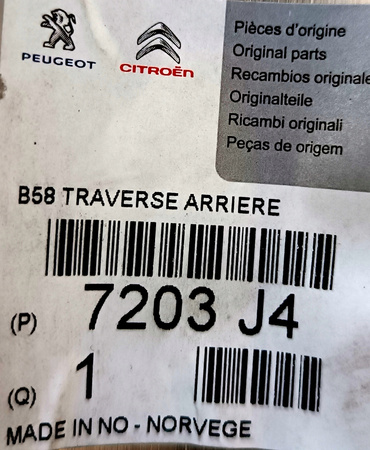 PEUGEOT
CITROËN
Pièces d'origine
Original parts
Recambios originale
Originalteile
Ricambi originali
Peças de origem
B58 TRAVERSE ARRIERE
(P) 7203 J4
(Q) 1
MADE IN NO - NORVEGE